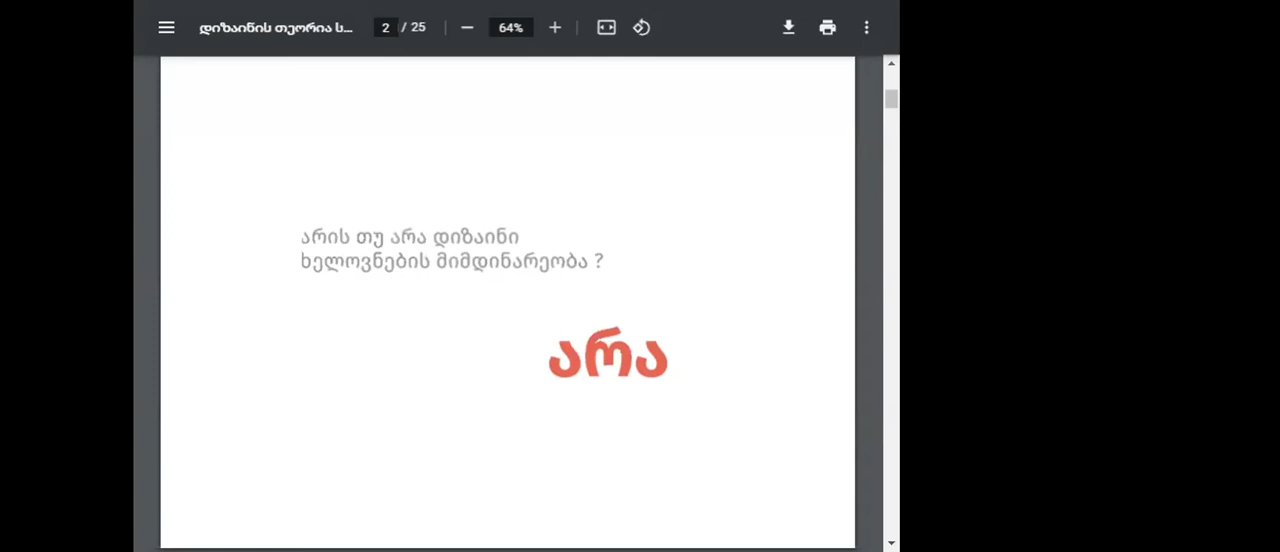 დიზაინის თეორია ს...
2 / 25
64%
არის თუ არა დიზაინი
ხელოვნების მიმდინარეობა ?
არა